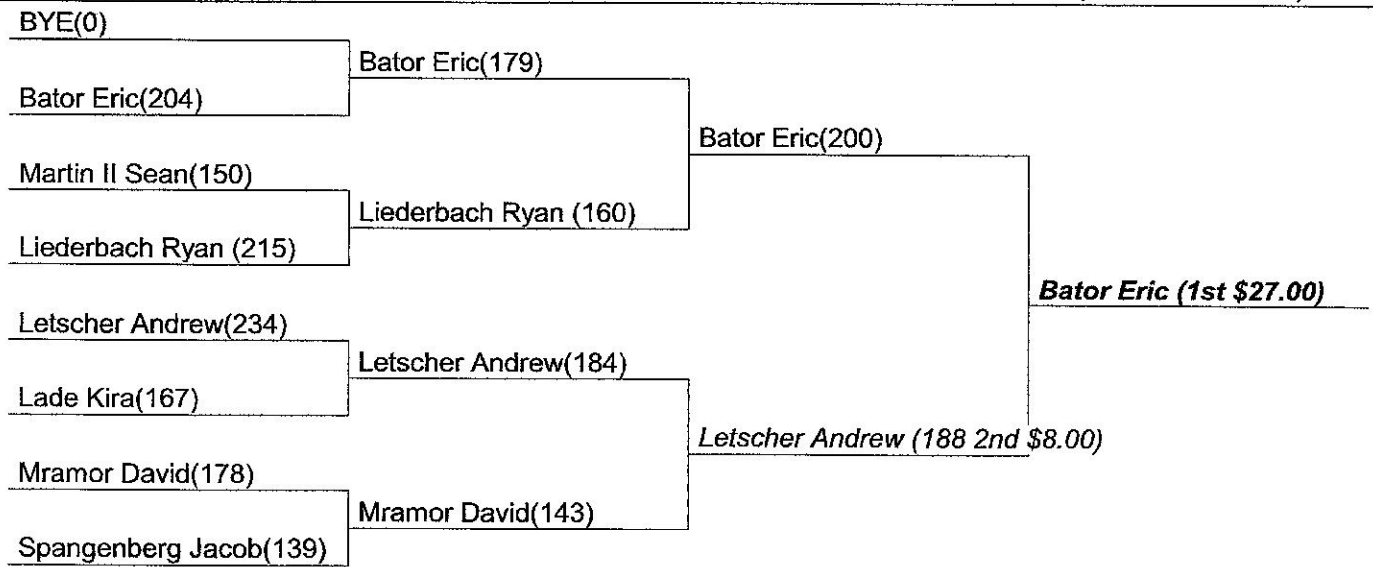 BYE(0)
Bator Eric(204)
Martin II Sean(150)
Liederbach Ryan (215)
Letscher Andrew(234)
Lade Kira(167)
Mramor David(178)
Spangenberg Jacob(139)
Bator Eric(179)
Liederbach Ryan (160)
Letscher Andrew(184)
Mramor David(143)
Bator Eric(200)
Letscher Andrew (188 2nd $8.00)
Bator Eric (1st $27.00)